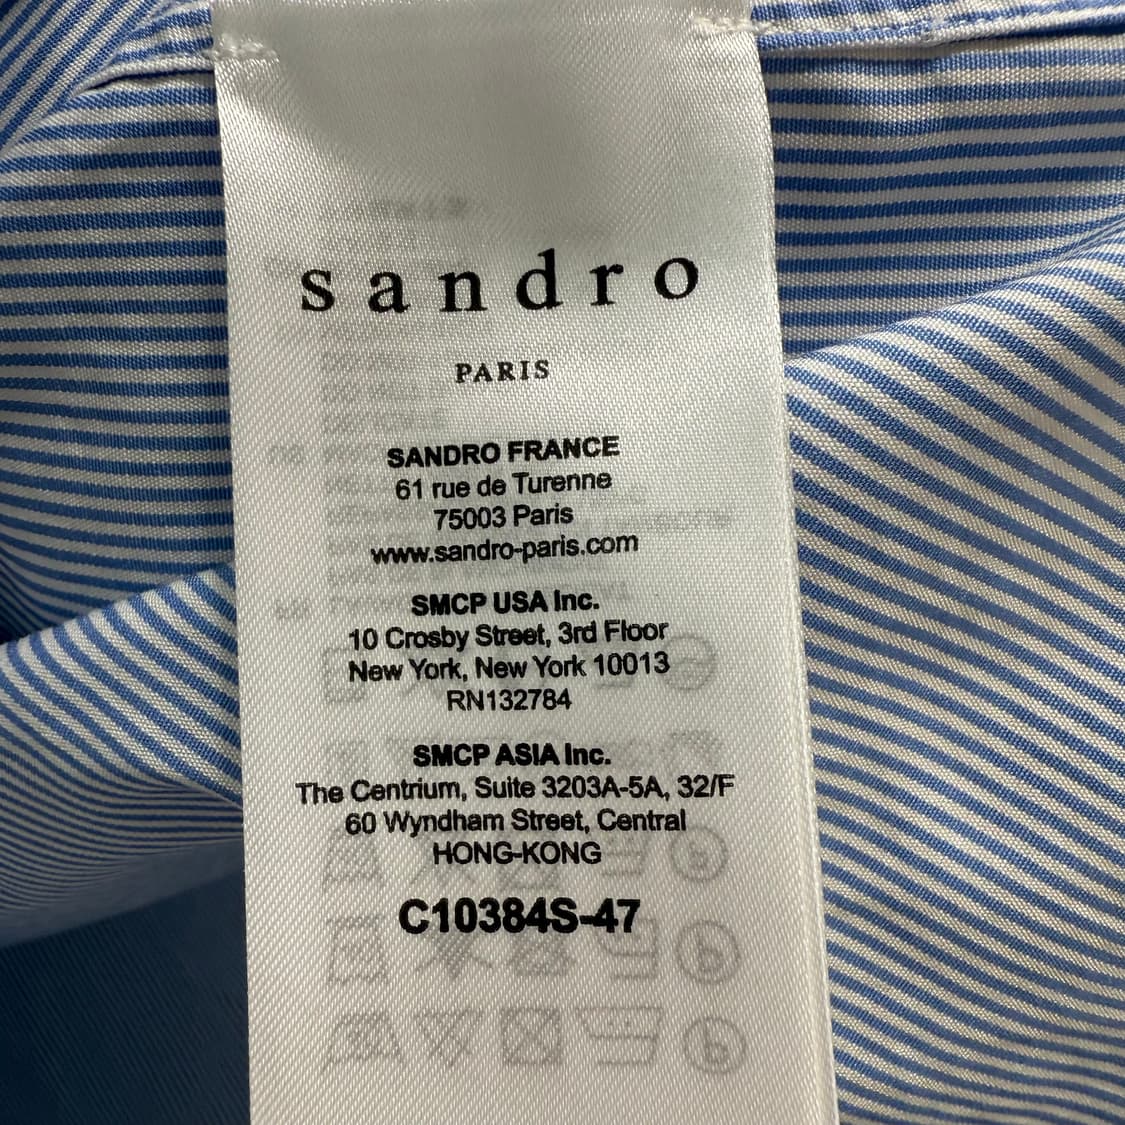 sandro
PARIS
SANDRO FRANCE
61 rue de Turenne
75003 Paris
www.sandro-paris.com
SMCP USA Inc.
10 Crosby Street, 3rd Floor
New York, New York 10013
RN132784
SMCP ASIA Inc.
The Centrium, Suite 3203A-5A, 32/F
60 Wyndham Street, Central
HONG-KONG
C10384S-47